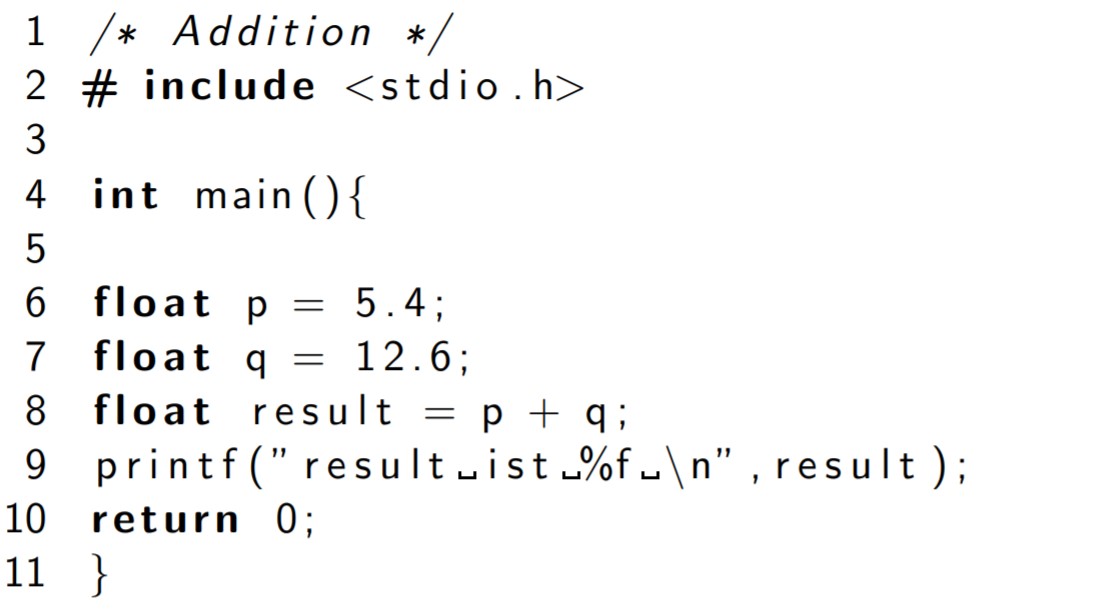 1 /* Addition */
2 # include <stdio.h>
3
4 int main(){
5
6 float p = 5.4;
7 float q = 12.6;
8 float result = p + q;
9 printf("result␣ist␣%f␣\n",result);
10 return 0;
11 }